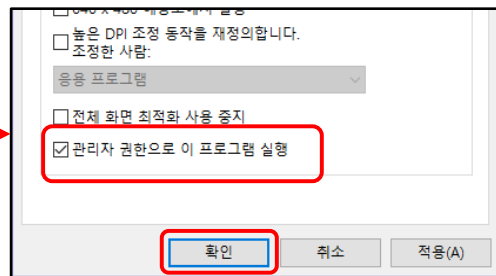 높은 DPI 조정 동작을 재정의합니다.
조정한 사람:
응용 프로그램
전체 화면 최적화 사용 중지
관리자 권한으로 이 프로그램 실행
확인
취소
적용(A)